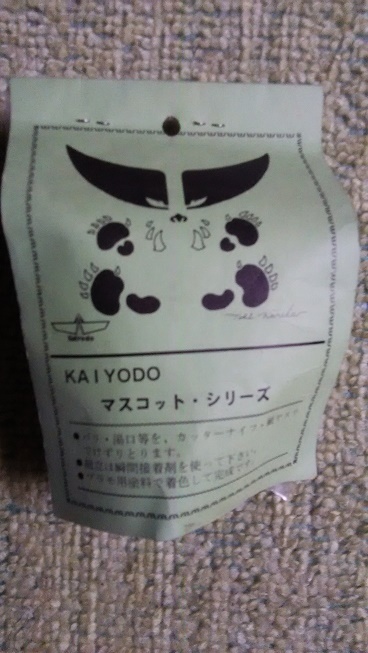 KAIYODO
マスコット・シリーズ
●バリ・湯口等を、カッターナイフ・紙ヤスリ
でけずりとります。
●組立は瞬間接着剤を使って下さい。
●プラモ用塗料で着色して完成です。